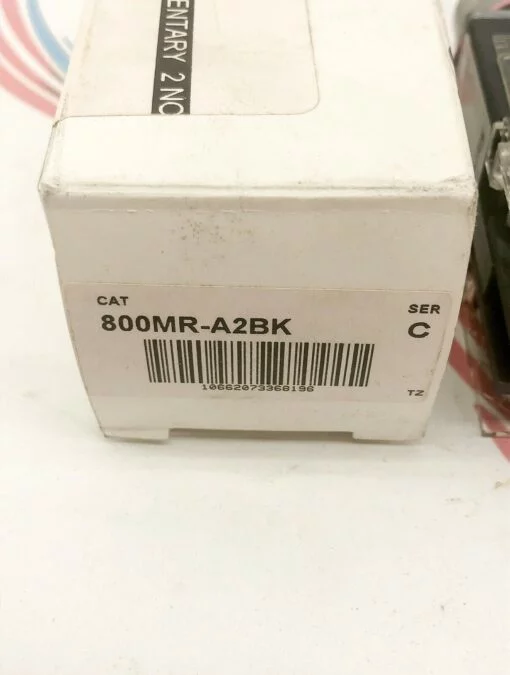 ENTARY 2 NO
CAT
800MR-A2BK
SER
C
10662073368196
TZ